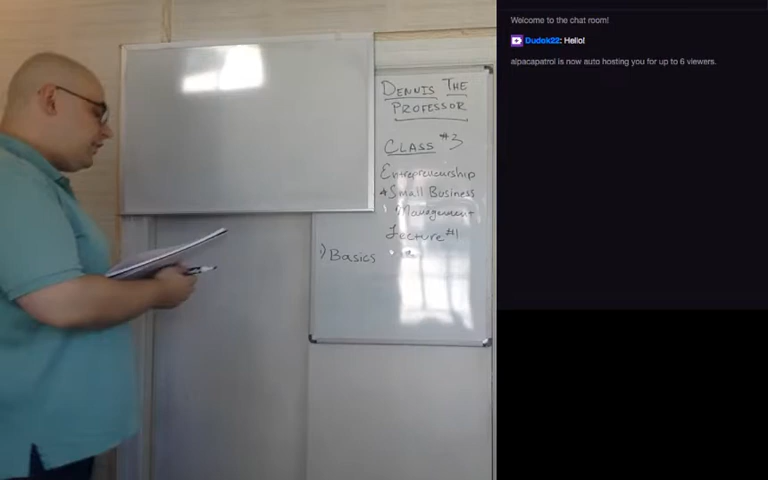 DENNIS THE
PROFESSOR
CLASS #3
Entrepreneurship
+ Small Business
Management
Lecture #1
1) Basics
Welcome to the chat room!
Dudok22: Hello!
alpacapatrol is now auto hosting you for up to 6 viewers.